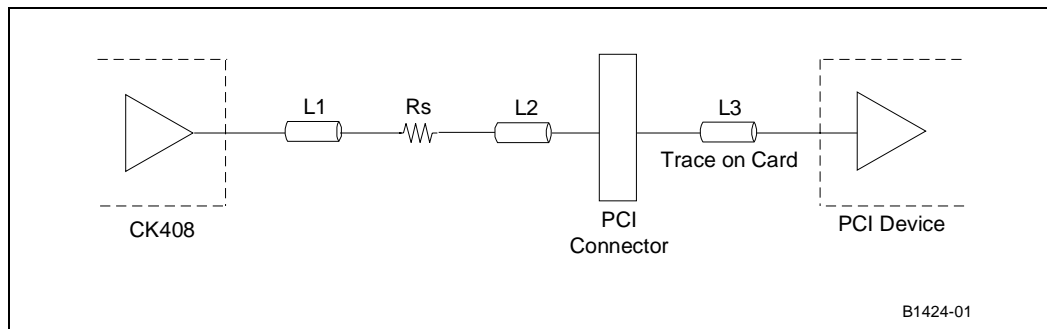 L1
Rs
L2
L3
Trace on Card
CK408
PCI
Connector
PCI Device
B1424-01